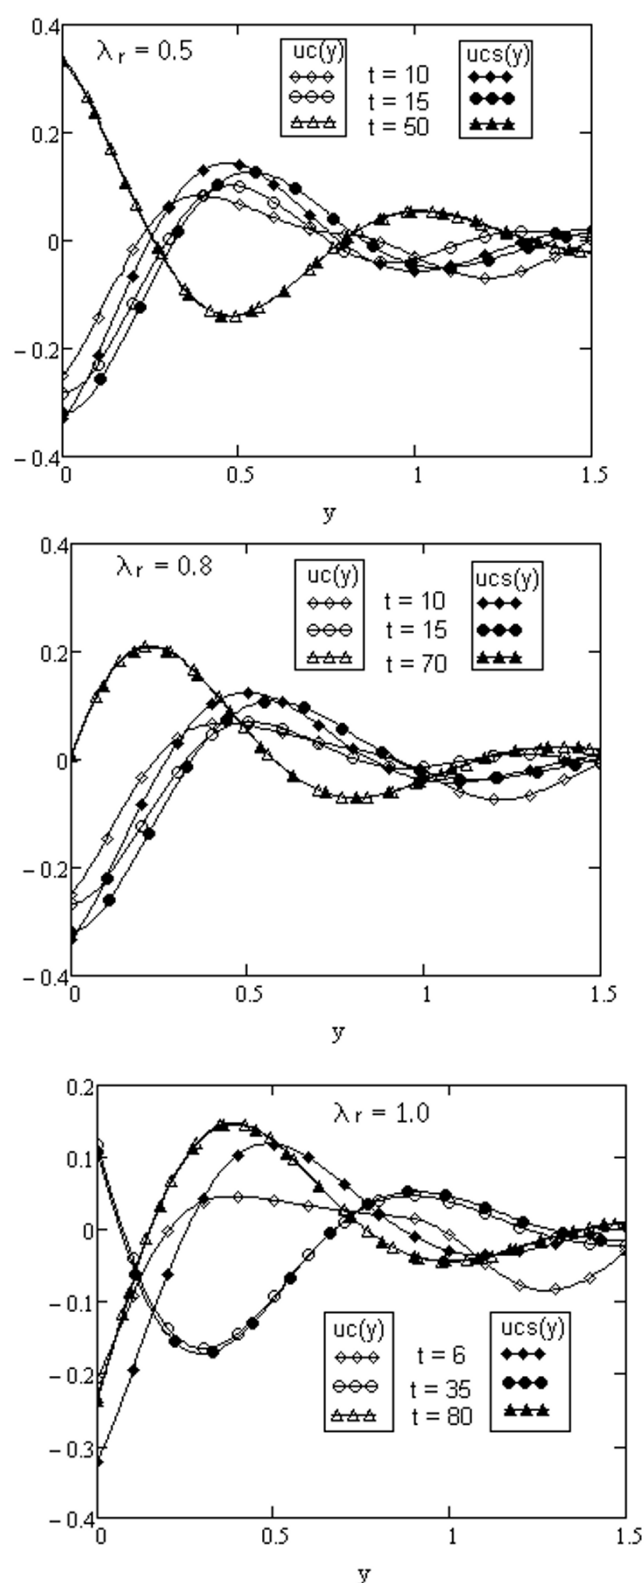 0.4
λ r = 0.5
uc(y)
ucs(y)
t = 10
t = 15
t = 50
0.2
0
− 0.2
− 0.4
0
0.5
1
1.5
y
0.4
λ r = 0.8
uc(y)
ucs(y)
t = 10
t = 15
t = 70
0.2
0
− 0.2
− 0.4
0
0.5
1
1.5
y
0.2
λ r = 1.0
0.1
0
− 0.1
uc(y)
ucs(y)
t = 6
t = 35
t = 80
− 0.2
− 0.3
− 0.4
0
0.5
1
1.5
y